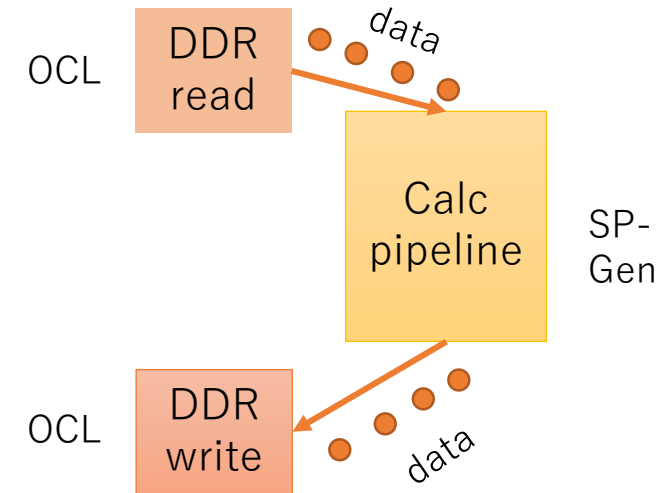 OCL
DDR
read
data
Calc
pipeline
SP-
Gen
OCL
DDR
write
data